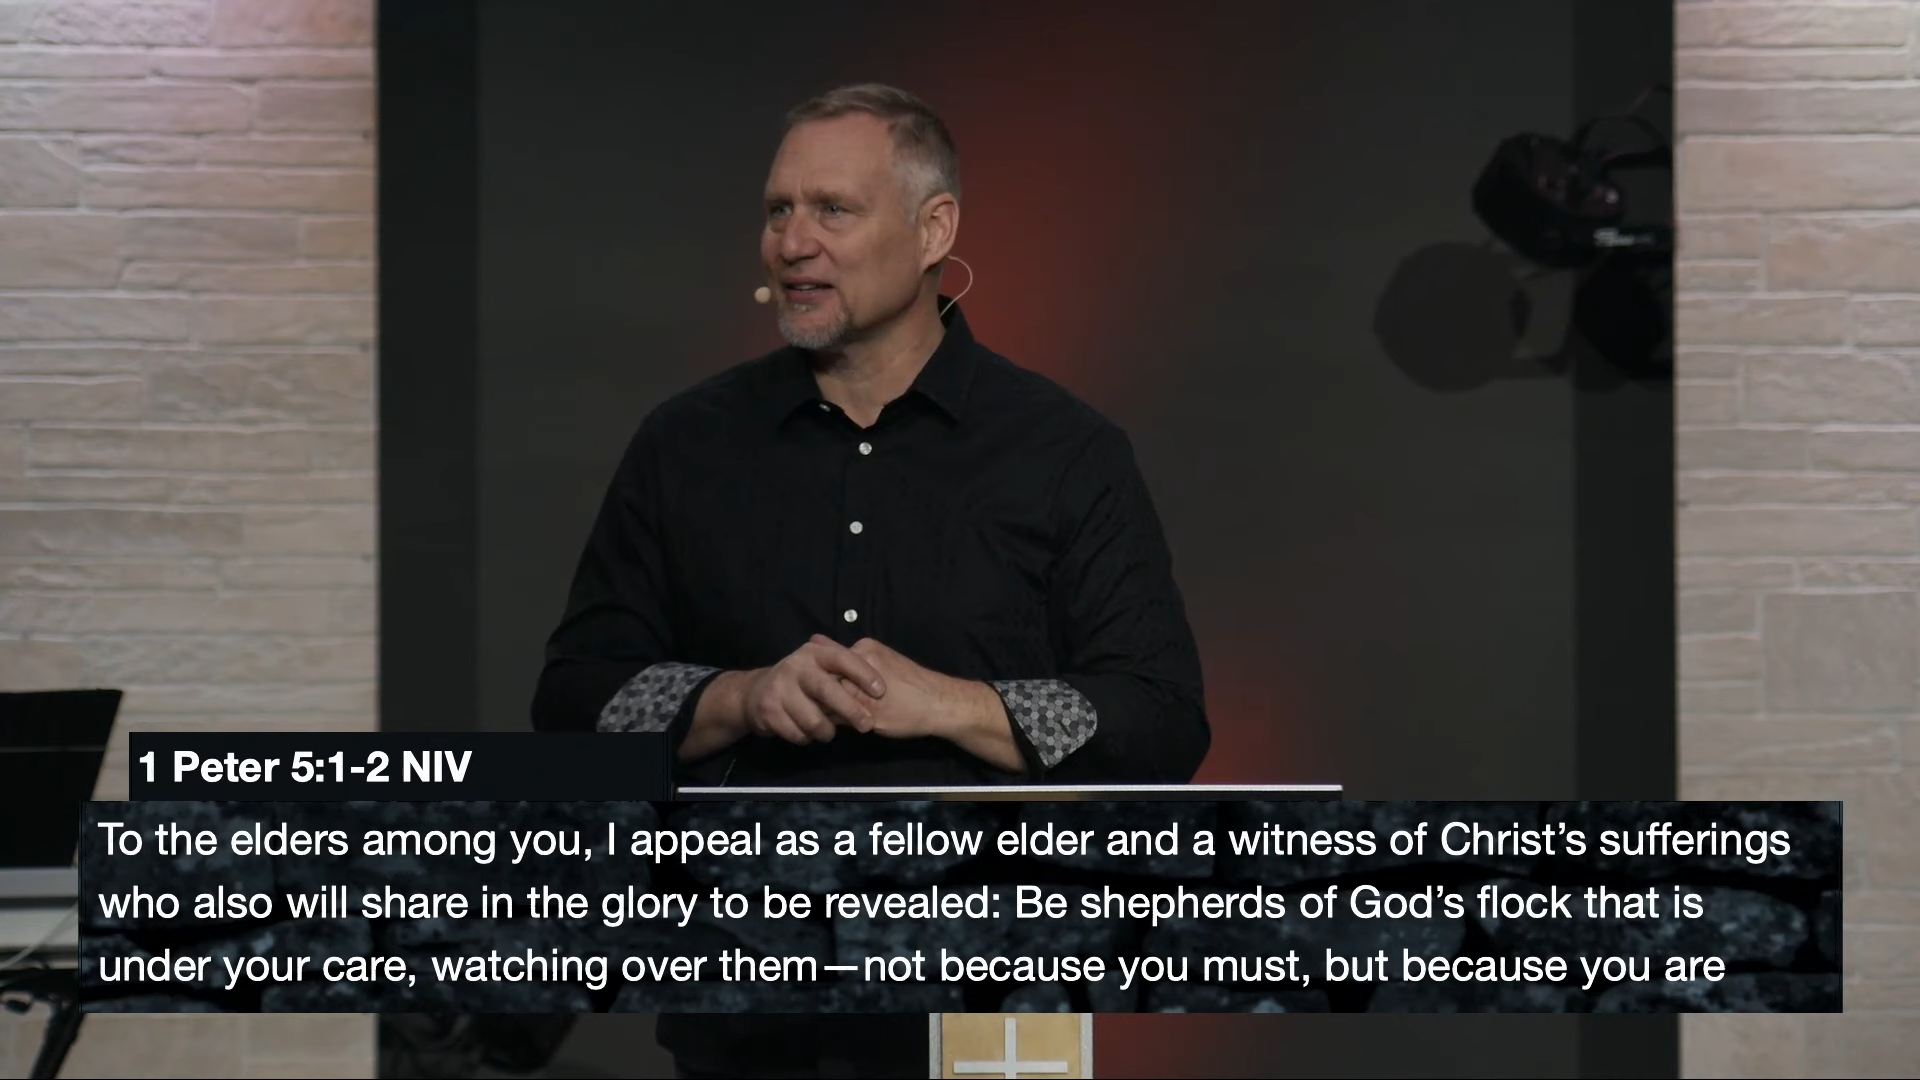 1 Peter 5:1-2 NIV
To the elders among you, I appeal as a fellow elder and a witness of Christ’s sufferings
who also will share in the glory to be revealed: Be shepherds of God’s flock that is
under your care, watching over them—not because you must, but because you are